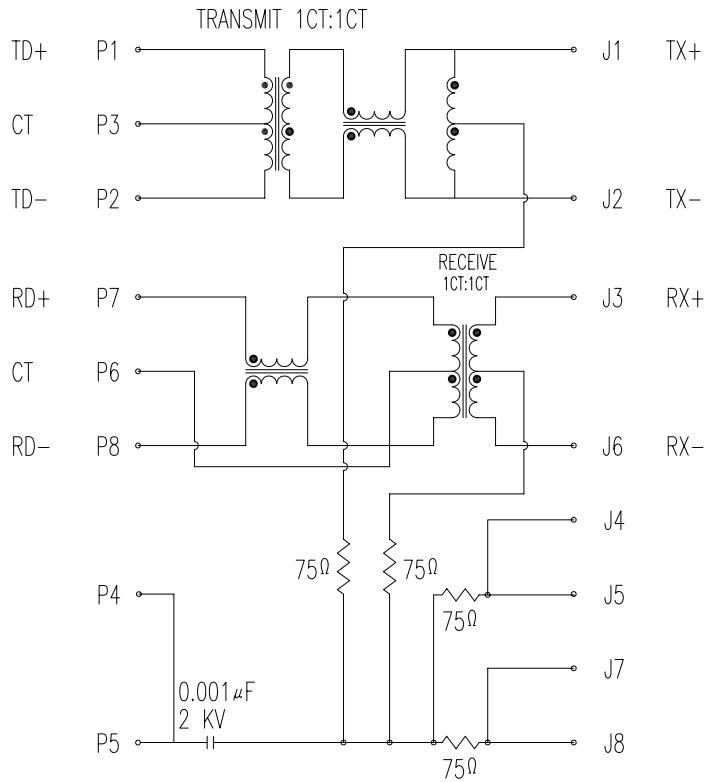 TRANSMIT 1CT:1CT
TD+ P1 J1 TX+
CT P3
TD- P2 J2 TX-
RECEIVE
1CT:1CT
RD+ P7 J3 RX+
CT P6
RD- P8 J6 RX-
J4
75Ω 75Ω
P4 J5
75Ω
J7
0.001µF
2 KV
P5 J8
75Ω